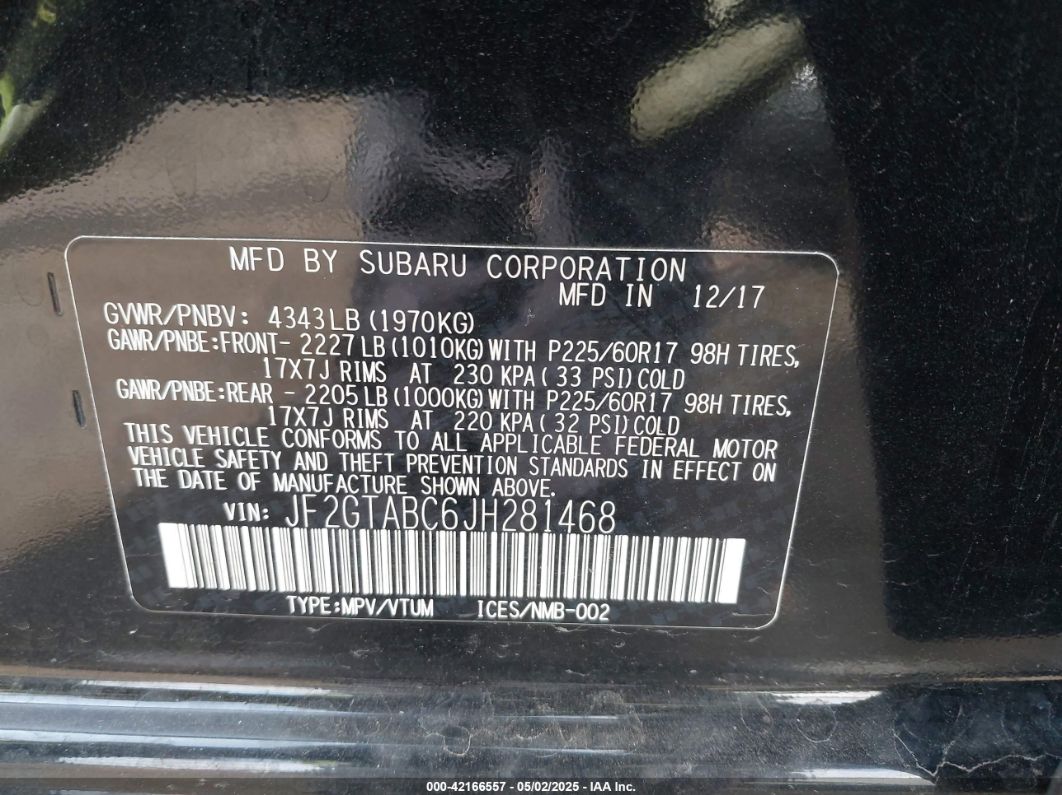 MFD BY SUBARU CORPORATION
MFD IN 12/17
GVWR/PNBV: 4343LB (1970KG)
GAWR/PNBE:FRONT- 2227 LB (1010KG) WITH P225/60R17 98H TIRES,
17X7J RIMS AT 230 KPA ( 33 PSI) COLD
GAWR/PNBE:REAR - 2205 LB (1000KG) WITH P225/60R17 98H TIRES,
17X7J RIMS AT 220 KPA ( 32 PSI) COLD
THIS VEHICLE CONFORMS TO ALL APPLICABLE FEDERAL MOTOR
VEHICLE SAFETY AND THEFT PREVENTION STANDARDS IN EFFECT ON
THE DATE OF MANUFACTURE SHOWN ABOVE.
VIN: JF2GTABC6JH281468
TYPE:MPV/VTUM ICES/NMB-002
000-42166557 - 05/02/2025 - IAA Inc.